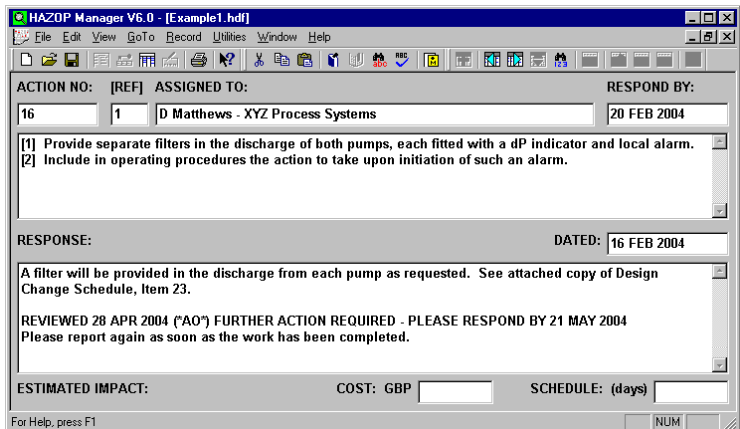 HAZOP Manager V6.0 - [Example1.hdf]
File Edit View GoTo Record Utilities Window Help
ACTION NO: [REF] ASSIGNED TO: RESPOND BY:
16 1 D Matthews - XYZ Process Systems 20 FEB 2004
[1] Provide separate filters in the discharge of both pumps, each fitted with a dP indicator and local alarm.
[2] Include in operating procedures the action to take upon initiation of such an alarm.
RESPONSE: DATED: 16 FEB 2004
A filter will be provided in the discharge from each pump as requested. See attached copy of Design
Change Schedule, Item 23.
REVIEWED 28 APR 2004 (*AO*) FURTHER ACTION REQUIRED - PLEASE RESPOND BY 21 MAY 2004
Please report again as soon as the work has been completed.
ESTIMATED IMPACT: COST: GBP SCHEDULE: (days)
For Help, press F1 NUM